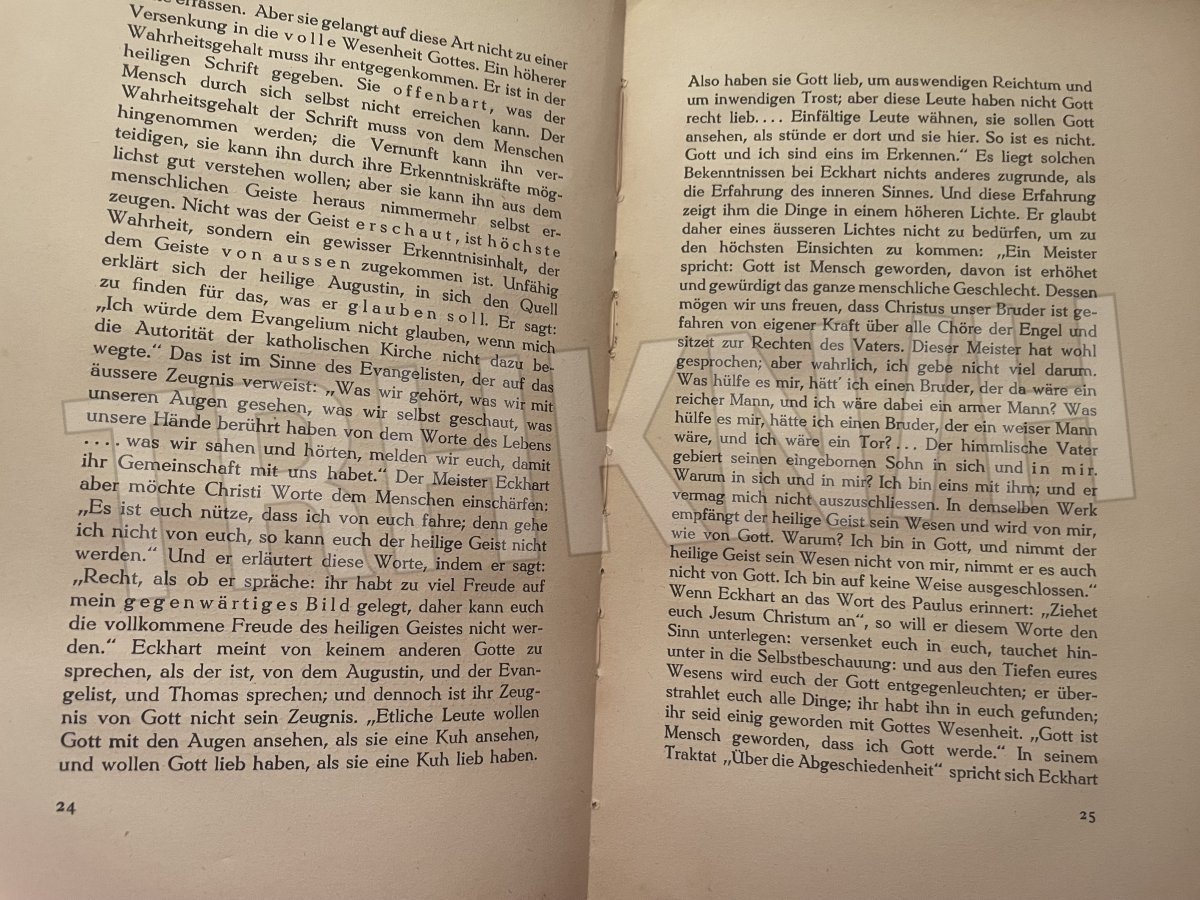 erfassen. Aber sie gelangt auf diese Art nicht zu einer
Versenkung in die volle Wesenheit Gottes. Ein höherer
Wahrheitsgehalt muss ihr entgegenkommen. Er ist in der
heiligen Schrift gegeben. Sie offenbart, was der
Mensch durch sich selbst nicht erreichen kann. Der
Wahrheitsgehalt der Schrift muss von dem Menschen
hingenommen werden; die Vernunft kann ihn ver-
teidigen, sie kann ihn durch ihre Erkenntniskräfte mög-
lichst gut verstehen wollen; aber sie kann ihn aus dem
menschlichen Geiste heraus nimmermehr selbst er-
zeugen. Nicht was der Geist erschaut, ist höchste
Wahrheit, sondern ein gewisser Erkenntnisinhalt, der
dem Geiste von aussen zugekommen ist. Unfähig
erklärt sich der heilige Augustin, in sich den Quell
zu finden für das, was er glauben soll. Er sagt:
„Ich würde dem Evangelium nicht glauben, wenn mich
die Autorität der katholischen Kirche nicht dazu be-
wegte.“ Das ist im Sinne des Evangelisten, der auf das
äussere Zeugnis verweist: „Was wir gehört, was wir mit
unseren Augen gesehen, was wir selbst geschaut, was
unsere Hände berührt haben von dem Worte des Lebens
.... was wir sahen und hörten, melden wir euch, damit
ihr Gemeinschaft mit uns habet.“ Der Meister Eckhart
aber möchte Christi Worte dem Menschen einschärfen:
„Es ist euch nütze, dass ich von euch fahre; denn gehe
ich nicht von euch, so kann euch der heilige Geist nicht
werden.“ Und er erläutert diese Worte, indem er sagt:
„Recht, als ob er spräche: ihr habt zu viel Freude auf
mein gegenwärtiges Bild gelegt, daher kann euch
die vollkommene Freude des heiligen Geistes nicht wer-
den.“ Eckhart meint von keinem anderen Gotte zu
sprechen, als der ist, von dem Augustin, und der Evan-
gelist, und Thomas sprechen; und dennoch ist ihr Zeug-
nis von Gott nicht sein Zeugnis. „Etliche Leute wollen
Gott mit den Augen ansehen, als sie eine Kuh ansehen,
und wollen Gott lieb haben, als sie eine Kuh lieb haben.
24
Also haben sie Gott lieb, um auswendigen Reichtum und
um inwendigen Trost; aber diese Leute haben nicht Gott
recht lieb.... Einfältige Leute wähnen, sie sollen Gott
ansehen, als stünde er dort und sie hier. So ist es nicht.
Gott und ich sind eins im Erkennen.“ Es liegt solchen
Bekenntnissen bei Eckhart nichts anderes zugrunde, als
die Erfahrung des inneren Sinnes. Und diese Erfahrung
zeigt ihm die Dinge in einem höheren Lichte. Er glaubt
daher eines äusseren Lichtes nicht zu bedürfen, um zu
den höchsten Einsichten zu kommen: „Ein Meister
spricht: Gott ist Mensch geworden, davon ist erhöhet
und gewürdigt das ganze menschliche Geschlecht. Dessen
mögen wir uns freuen, dass Christus unser Bruder ist ge-
fahren von eigener Kraft über alle Chöre der Engel und
sitzet zur Rechten des Vaters. Dieser Meister hat wohl
gesprochen; aber wahrlich, ich gebe nicht viel darum.
Was hülfe es mir, hätt' ich einen Bruder, der da wäre ein
reicher Mann, und ich wäre dabei ein armer Mann? Was
hülfe es mir, hätte ich einen Bruder, der ein weiser Mann
wäre, und ich wäre ein Tor?... Der himmlische Vater
gebiert seinen eingebornen Sohn in sich und in mir.
Warum in sich und in mir? Ich bin eins mit ihm; und er
vermag mich nicht auszuschliessen. In demselben Werk
empfängt der heilige Geist sein Wesen und wird von mir,
wie von Gott. Warum? Ich bin in Gott, und nimmt der
heilige Geist sein Wesen nicht von mir, nimmt er es auch
nicht von Gott. Ich bin auf keine Weise ausgeschlossen.“
Wenn Eckhart an das Wort des Paulus erinnert: „Ziehet
euch Jesum Christum an“, so will er diesem Worte den
Sinn unterlegen: versenket euch in euch, tauchet hin-
unter in die Selbstbeschauung: und aus den Tiefen eures
Wesens wird euch der Gott entgegenleuchten; er über-
strahlet euch alle Dinge; ihr habt ihn in euch gefunden;
ihr seid einig geworden mit Gottes Wesenheit. „Gott ist
Mensch geworden, dass ich Gott werde.“ In seinem
Traktat „Über die Abgeschiedenheit“ spricht sich Eckhart
25